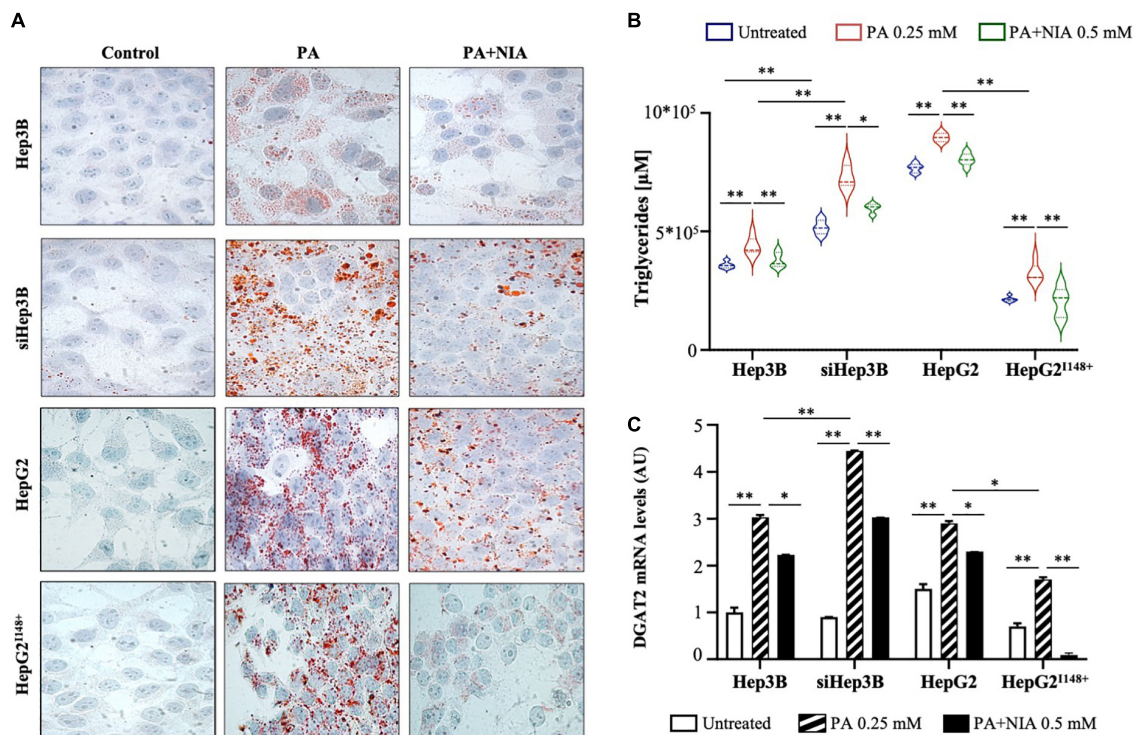 A
Control PA PA+NIA
Hep3B
siHep3B
HepG2
HepG2I148+
B
Untreated PA 0.25 mM PA+NIA 0.5 mM
Triglycerides [µM]
10*10⁵
5*10⁵
0
** ** ** ** ** * ** ** ** ** **
Hep3B siHep3B HepG2 HepG2I148+
C
DGAT2 mRNA levels (AU)
5
4
3
2
1
0
** ** * ** ** ** * * ** **
Hep3B siHep3B HepG2 HepG2I148+
Untreated PA 0.25 mM PA+NIA 0.5 mM